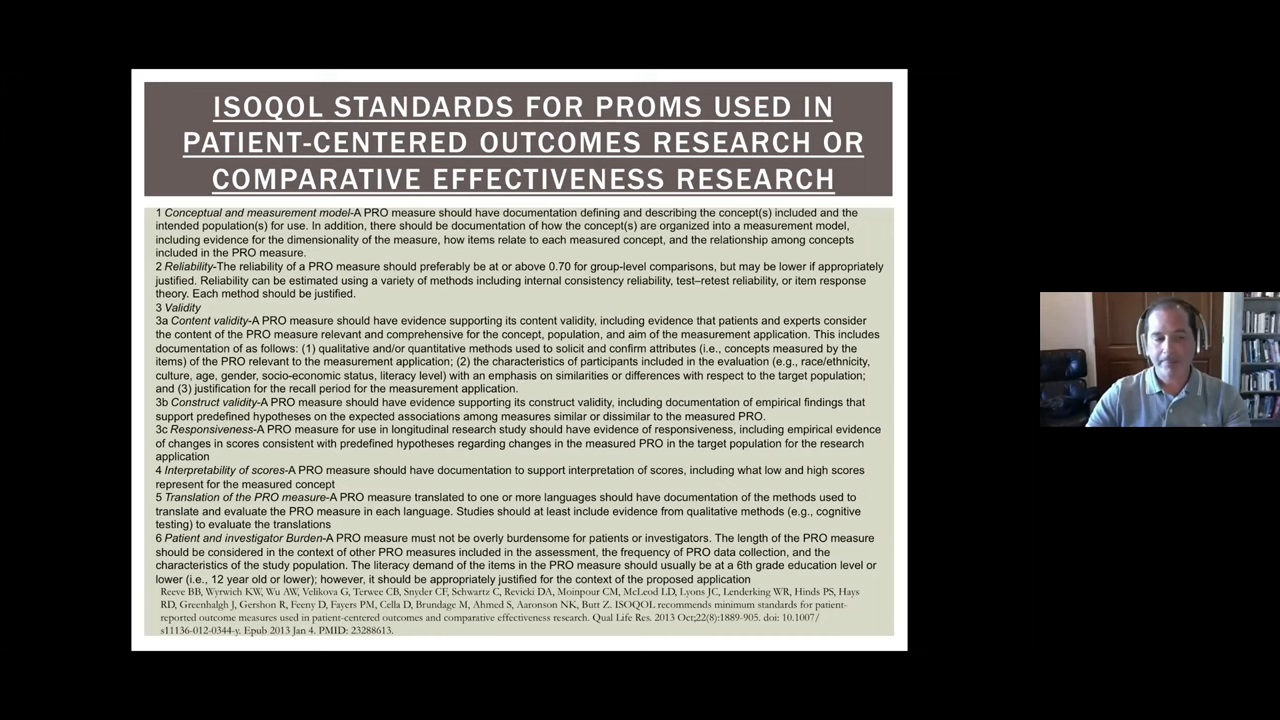 ISOQOL STANDARDS FOR PROMS USED IN
PATIENT-CENTERED OUTCOMES RESEARCH OR
COMPARATIVE EFFECTIVENESS RESEARCH
1 Conceptual and measurement model-A PRO measure should have documentation defining and describing the concept(s) included and the
intended population(s) for use. In addition, there should be documentation of how the concept(s) are organized into a measurement model,
including evidence for the dimensionality of the measure, how items relate to each measured concept, and the relationship among concepts
included in the PRO measure.
2 Reliability-The reliability of a PRO measure should preferably be at or above 0.70 for group-level comparisons, but may be lower if appropriately
justified. Reliability can be estimated using a variety of methods including internal consistency reliability, test–retest reliability, or item response
theory. Each method should be justified.
3 Validity
3a Content validity-A PRO measure should have evidence supporting its content validity, including evidence that patients and experts consider
the content of the PRO measure relevant and comprehensive for the concept, population, and aim of the measurement application. This includes
documentation of as follows: (1) qualitative and/or quantitative methods used to solicit and confirm attributes (i.e., concepts measured by the
items) of the PRO relevant to the measurement application; (2) the characteristics of participants included in the evaluation (e.g., race/ethnicity,
culture, age, gender, socio-economic status, literacy level) with an emphasis on similarities or differences with respect to the target population;
and (3) justification for the recall period for the measurement application.
3b Construct validity-A PRO measure should have evidence supporting its construct validity, including documentation of empirical findings that
support predefined hypotheses on the expected associations among measures similar or dissimilar to the measured PRO.
3c Responsiveness-A PRO measure for use in longitudinal research study should have evidence of responsiveness, including empirical evidence
of changes in scores consistent with predefined hypotheses regarding changes in the measured PRO in the target population for the research
application
4 Interpretability of scores-A PRO measure should have documentation to support interpretation of scores, including what low and high scores
represent for the measured concept
5 Translation of the PRO measure-A PRO measure translated to one or more languages should have documentation of the methods used to
translate and evaluate the PRO measure in each language. Studies should at least include evidence from qualitative methods (e.g., cognitive
testing) to evaluate the translations
6 Patient and investigator Burden-A PRO measure must not be overly burdensome for patients or investigators. The length of the PRO measure
should be considered in the context of other PRO measures included in the assessment, the frequency of PRO data collection, and the
characteristics of the study population. The literacy demand of the items in the PRO measure should usually be at a 6th grade education level or
lower (i.e., 12 year old or lower); however, it should be appropriately justified for the context of the proposed application
Reeve BB, Wyrwich KW, Wu AW, Velikova G, Terwee CB, Snyder CF, Schwartz C, Revicki DA, Moinpour CM, McLeod LD, Lyons JC, Lenderking WR, Hinds PS, Hays
RD, Greenhalgh J, Gershon R, Feeny D, Fayers PM, Cella D, Brundage M, Ahmed S, Aaronson NK, Butt Z. ISOQOL recommends minimum standards for patient-
reported outcome measures used in patient-centered outcomes and comparative effectiveness research. Qual Life Res. 2013 Oct;22(8):1889-905. doi: 10.1007/
s11136-012-0344-y. Epub 2013 Jan 4. PMID: 23288613.